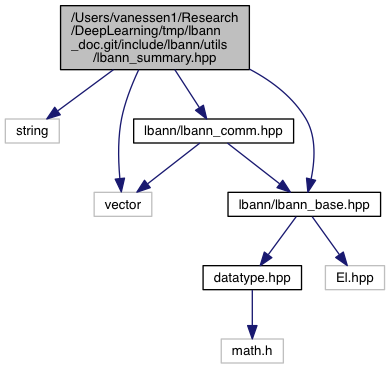 /Users/vanessen1/Research
/DeepLearning/tmp/lbann
_doc.git/include/lbann/utils
/lbann_summary.hpp
string
lbann/lbann_comm.hpp
vector
lbann/lbann_base.hpp
datatype.hpp
El.hpp
math.h